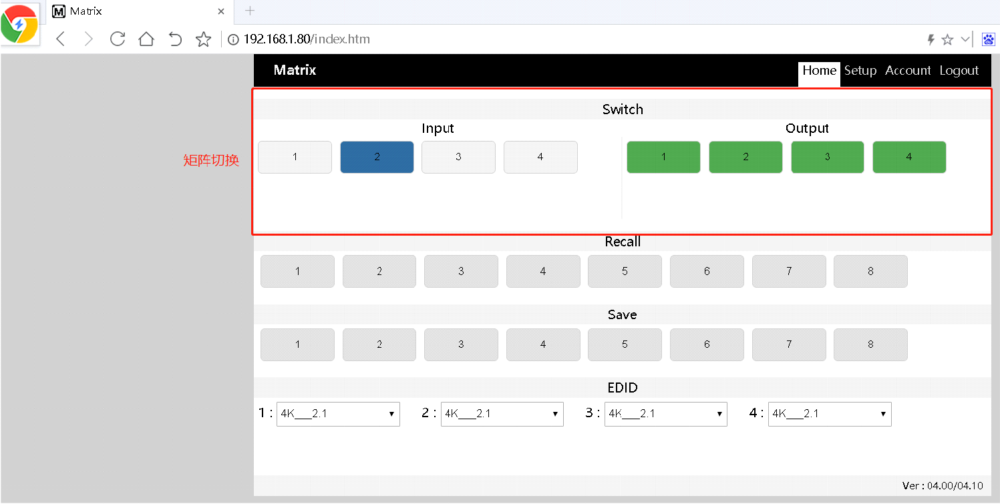 Matrix
192.168.1.80/index.htm
Matrix Home Setup Account Logout
Switch
Input Output
1 2 3 4 1 2 3 4
矩阵切换
Recall
1 2 3 4 5 6 7 8
Save
1 2 3 4 5 6 7 8
EDID
1 : 4K___2.1 2 : 4K___2.1 3 : 4K___2.1 4 : 4K___2.1
Ver : 04.00/04.10